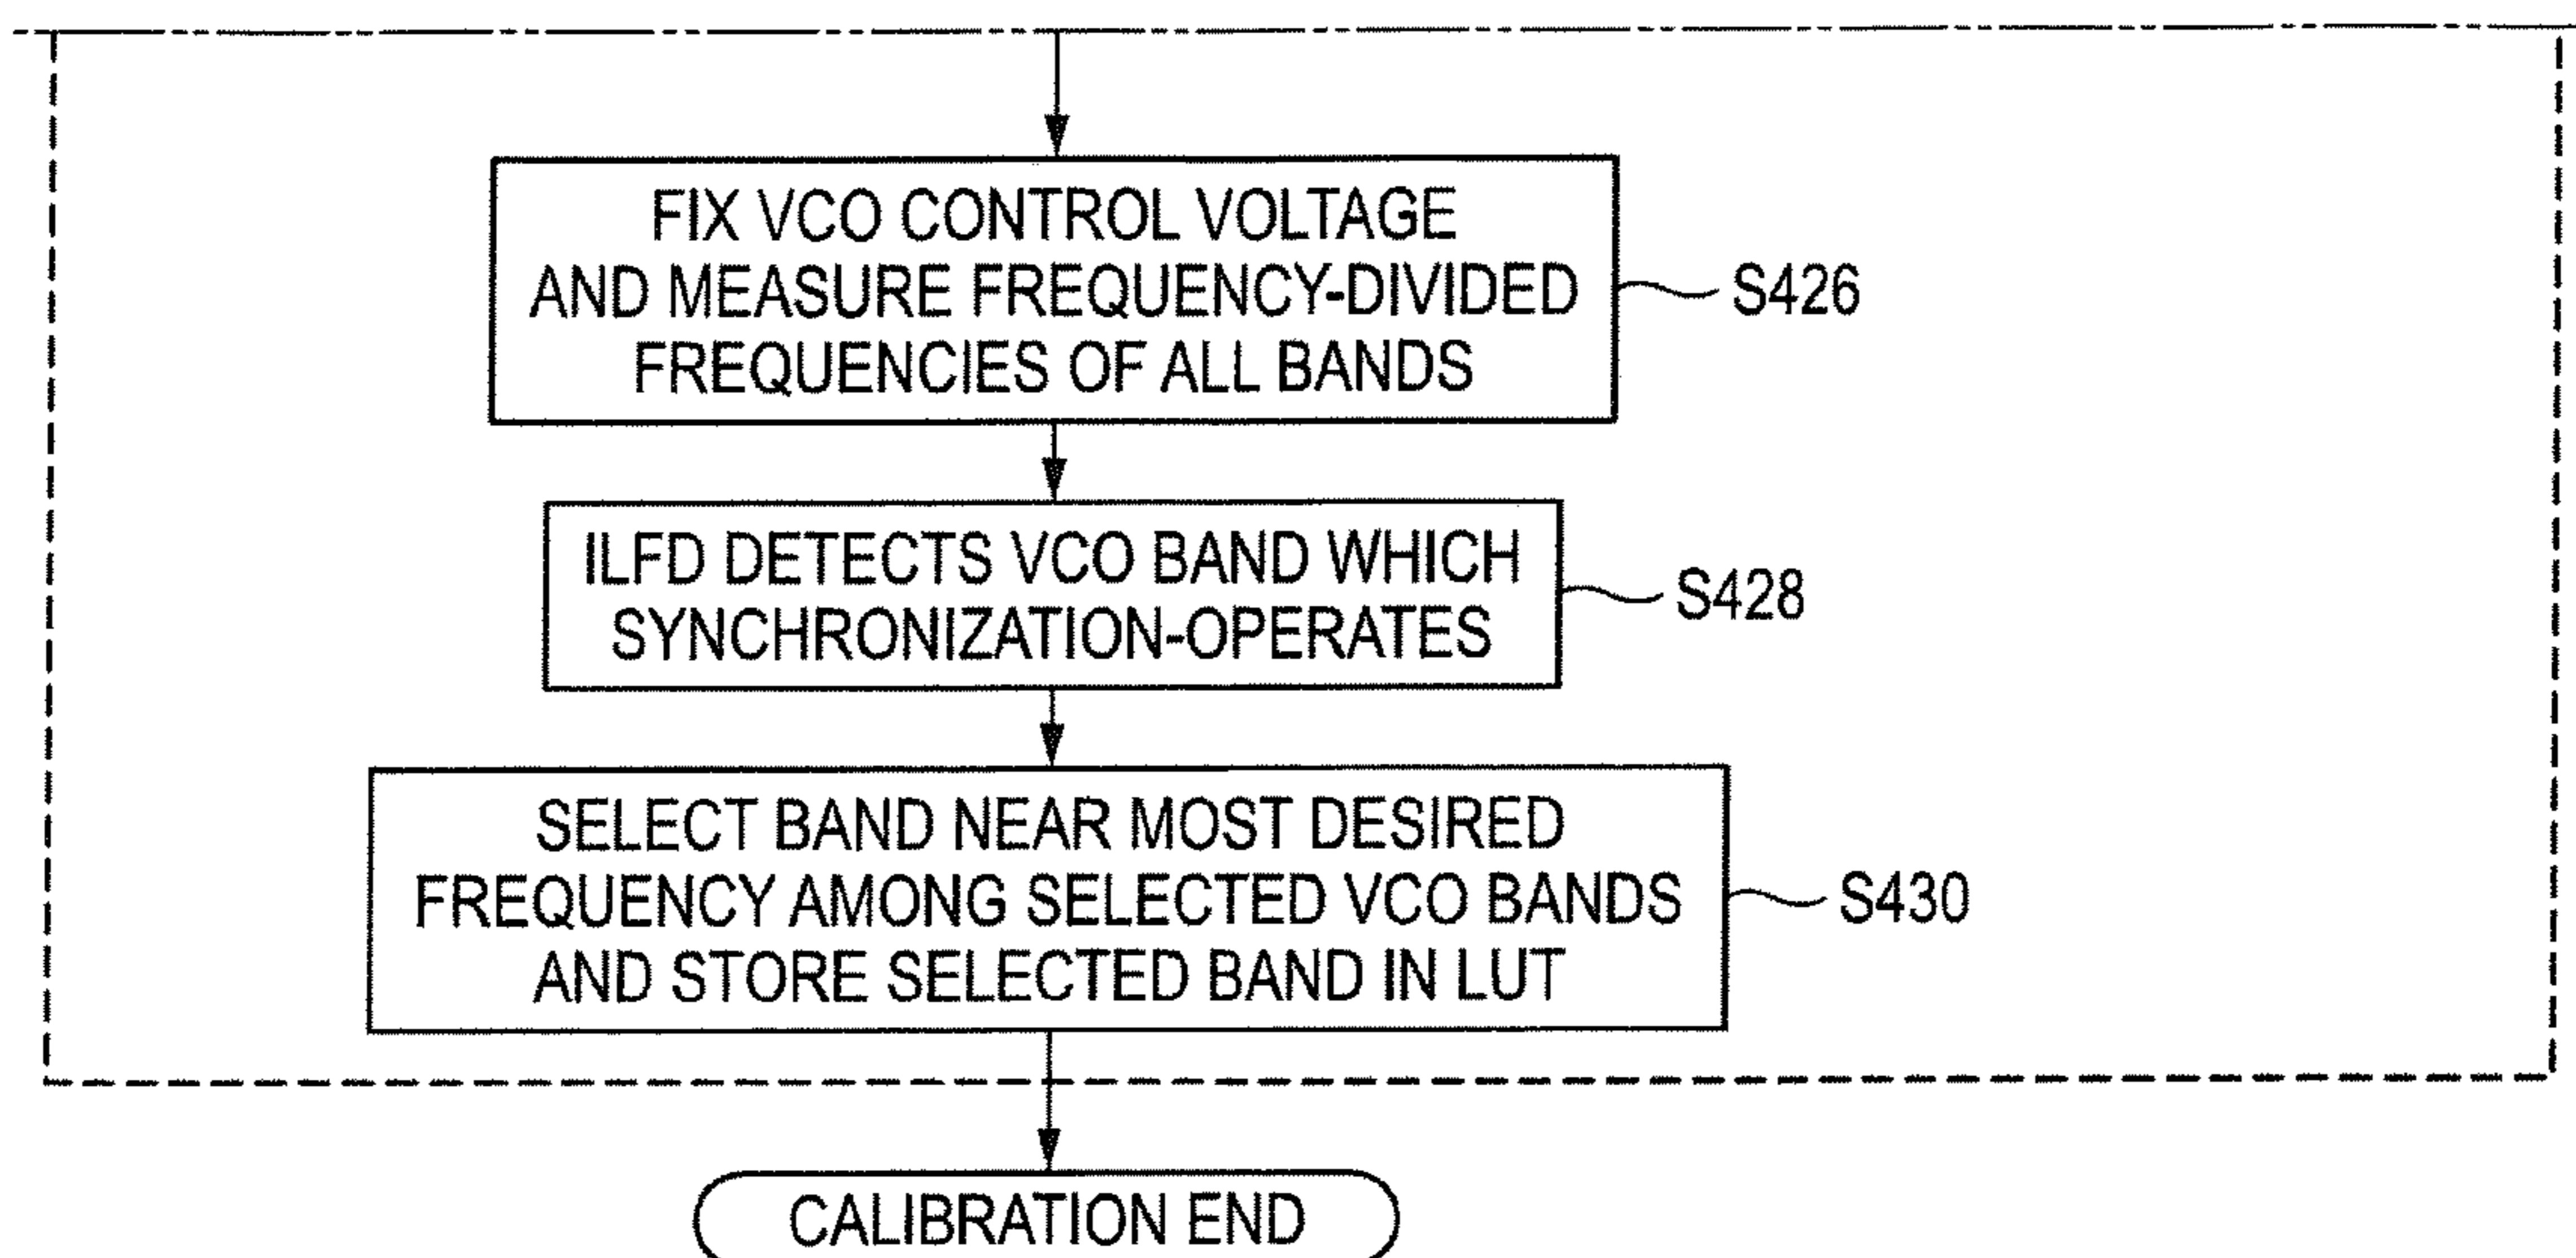 FIX VCO CONTROL VOLTAGE
AND MEASURE FREQUENCY-DIVIDED
FREQUENCIES OF ALL BANDS
S426
ILFD DETECTS VCO BAND WHICH
SYNCHRONIZATION-OPERATES
S428
SELECT BAND NEAR MOST DESIRED
FREQUENCY AMONG SELECTED VCO BANDS
AND STORE SELECTED BAND IN LUT
S430
CALIBRATION END